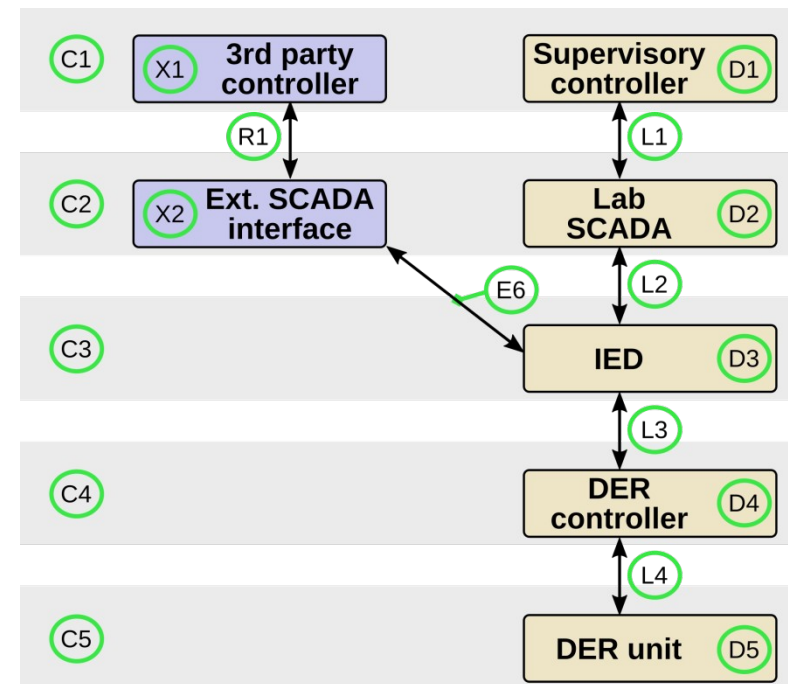 C1
X1
3rd party
controller
Supervisory
controller
D1
R1
L1
C2
X2
Ext. SCADA
interface
Lab
SCADA
D2
E6
L2
C3
IED
D3
L3
C4
DER
controller
D4
L4
C5
DER unit
D5